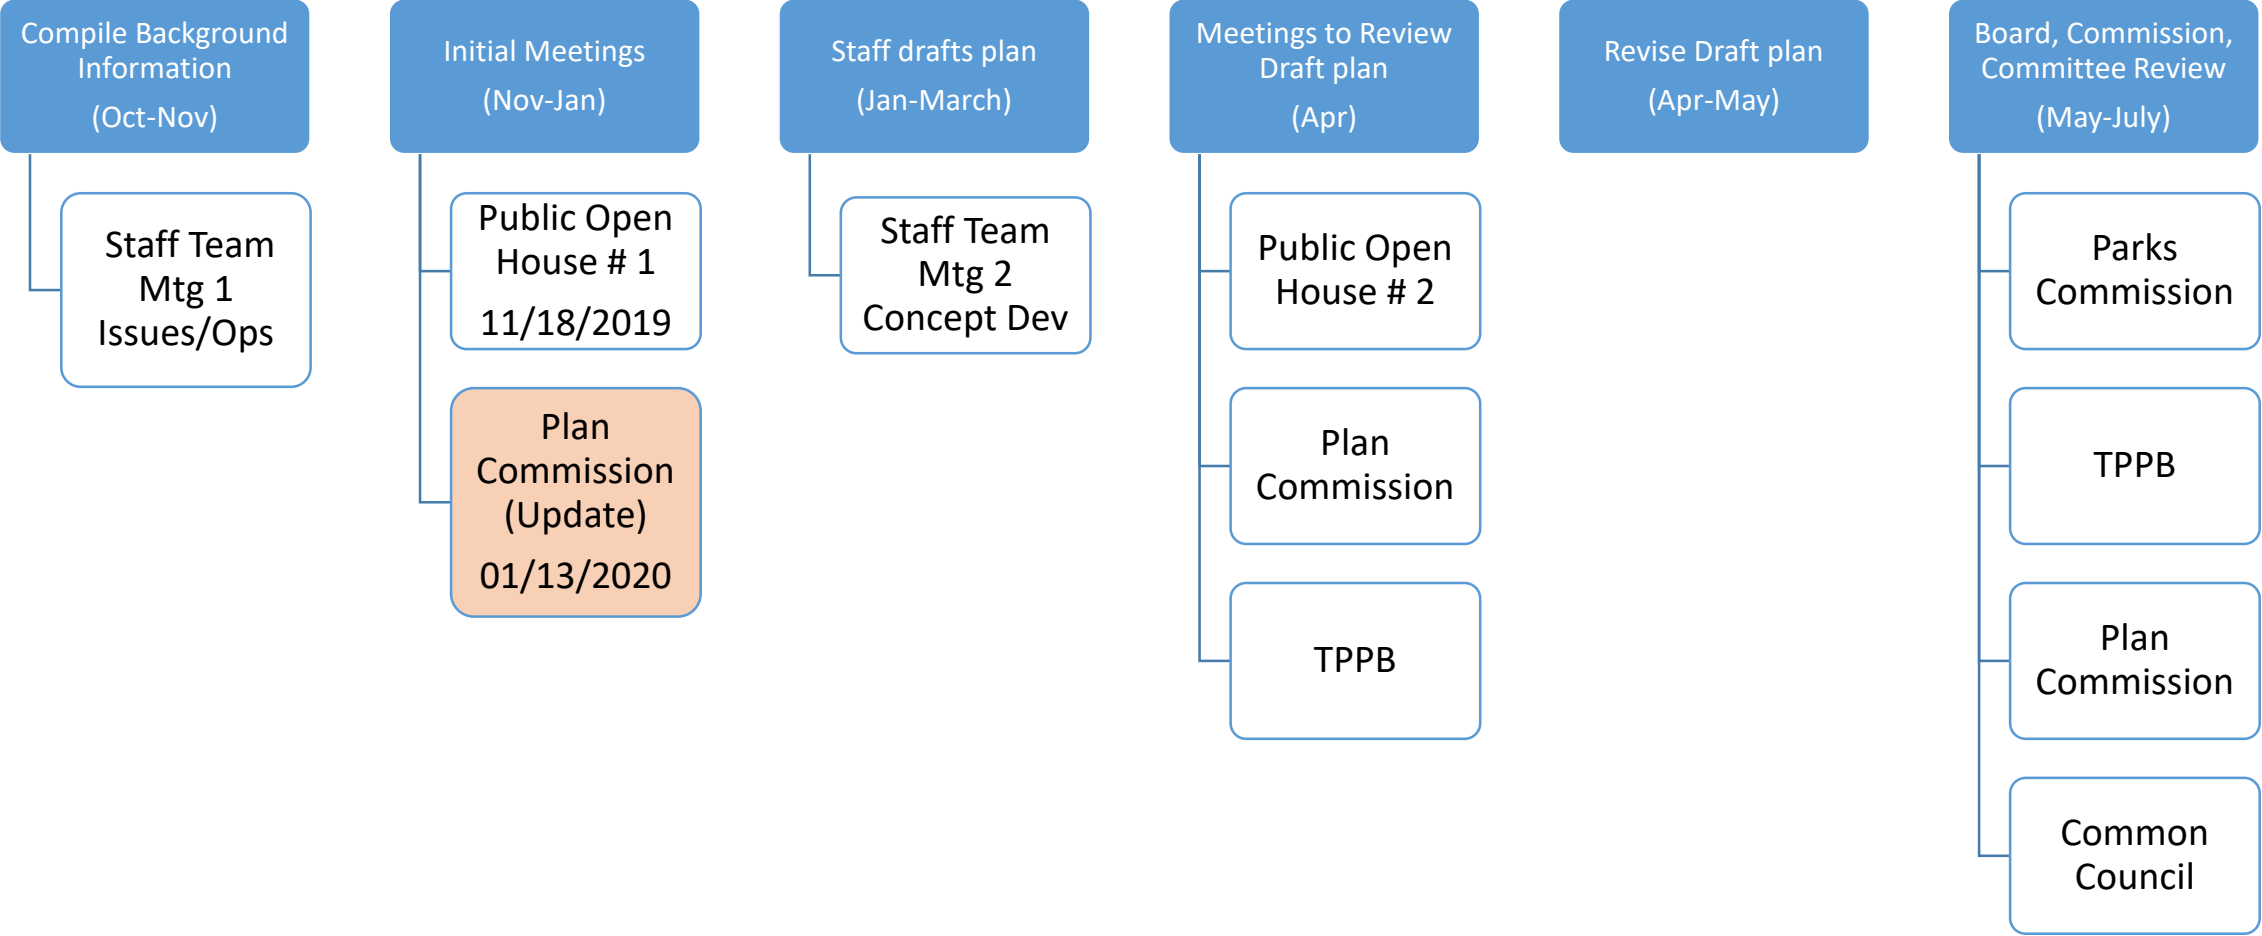 Compile Background
Information
(Oct-Nov)
Staff Team
Mtg 1
Issues/Ops
Initial Meetings
(Nov-Jan)
Public Open
House # 1
11/18/2019
Plan
Commission
(Update)
01/13/2020
Staff drafts plan
(Jan-March)
Staff Team
Mtg 2
Concept Dev
Meetings to Review
Draft plan
(Apr)
Public Open
House # 2
Plan
Commission
TPPB
Revise Draft plan
(Apr-May)
Board, Commission,
Committee Review
(May-July)
Parks
Commission
TPPB
Plan
Commission
Common
Council